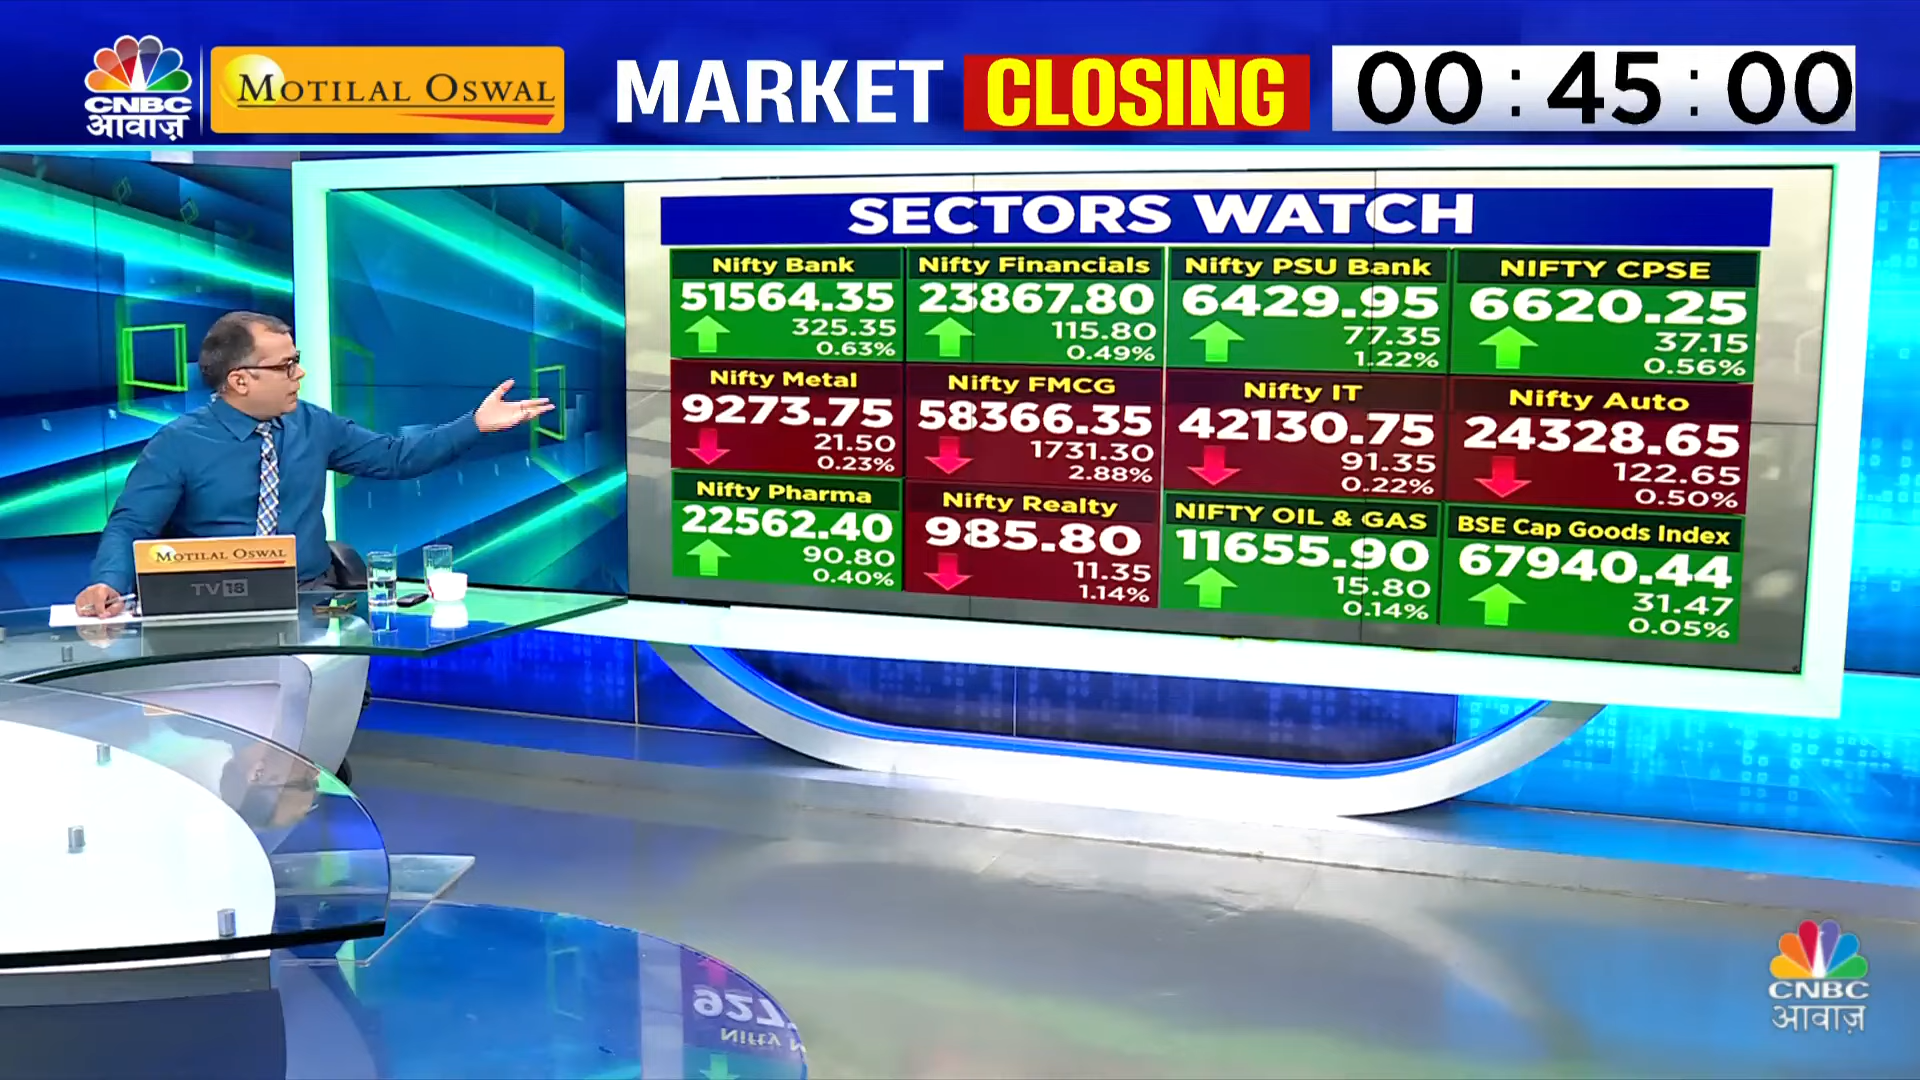 CNBC
आवाज़
MOTILAL OSWAL
MARKET CLOSING
00:45:00
SECTORS WATCH
Nifty Bank
51564.35
325.35
0.63%
Nifty Financials
23867.80
115.80
0.49%
Nifty PSU Bank
6429.95
77.35
1.22%
NIFTY CPSE
6620.25
37.15
0.56%
Nifty Metal
9273.75
21.50
0.23%
Nifty FMCG
58366.35
1731.30
2.88%
Nifty IT
42130.75
91.35
0.22%
Nifty Auto
24328.65
122.65
0.50%
Nifty Pharma
22562.40
90.80
0.40%
Nifty Realty
985.80
11.35
1.14%
NIFTY OIL & GAS
11655.90
15.80
0.14%
BSE Cap Goods Index
67940.44
31.47
0.05%
MOTILAL OSWAL
TV18
CNBC
आवाज़